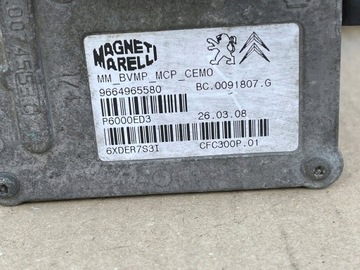 MAGNETI
MARELLI
MM_BVMP_MCP_CEMO
9664965580 BC.0091807.G
P6000ED3 26.03.08
6XDER7S3I CFC300P.01